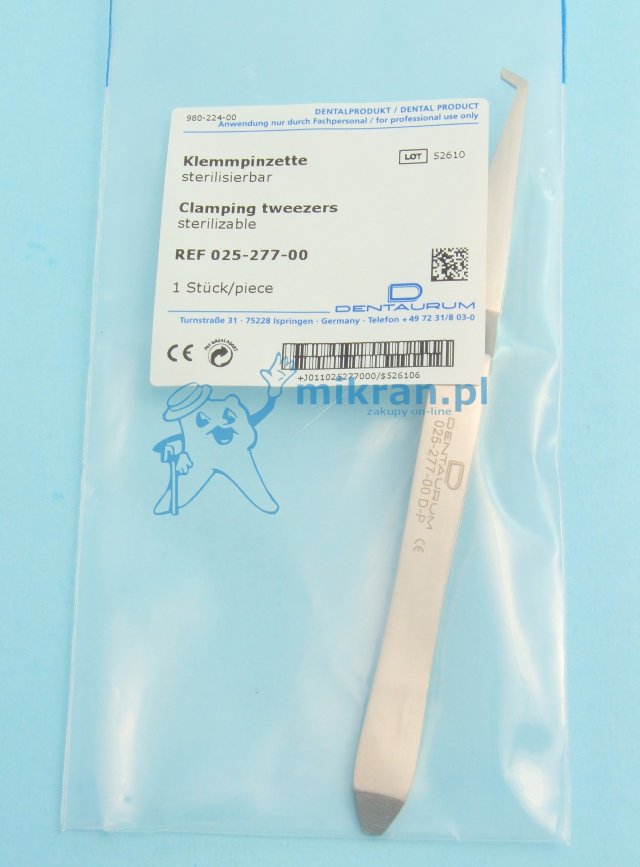 980-224-00
DENTALPRODUKT / DENTAL PRODUCT
Anwendung nur durch Fachpersonal / for professional use only
Klemmpinzette
LOT 52610
sterilisierbar
Clamping tweezers
sterilizable
REF 025-277-00
1 Stück/piece
DENTAURUM
Turnstraße 31 · 75228 Ispringen · Germany · Telefon + 49 72 31/8 03-0
CE
+J011025277000/$526106
mikran.pl
zakupy on-line
DENTAURUM
025-277-00 D-P CE